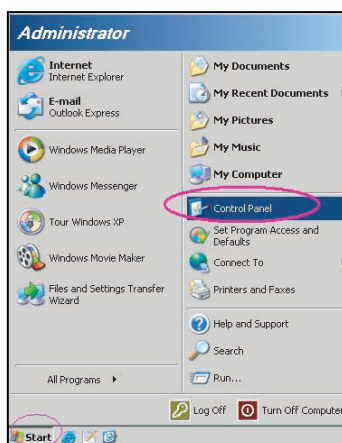 Administrator
Internet
Internet Explorer
E-mail
Outlook Express
Windows Media Player
Windows Messenger
Tour Windows XP
Windows Movie Maker
Files and Settings Transfer
Wizard
All Programs
My Documents
My Recent Documents
My Pictures
My Music
My Computer
Control Panel
Set Program Access and
Defaults
Connect To
Printers and Faxes
Help and Support
Search
Run...
Log Off
Turn Off Computer
Start